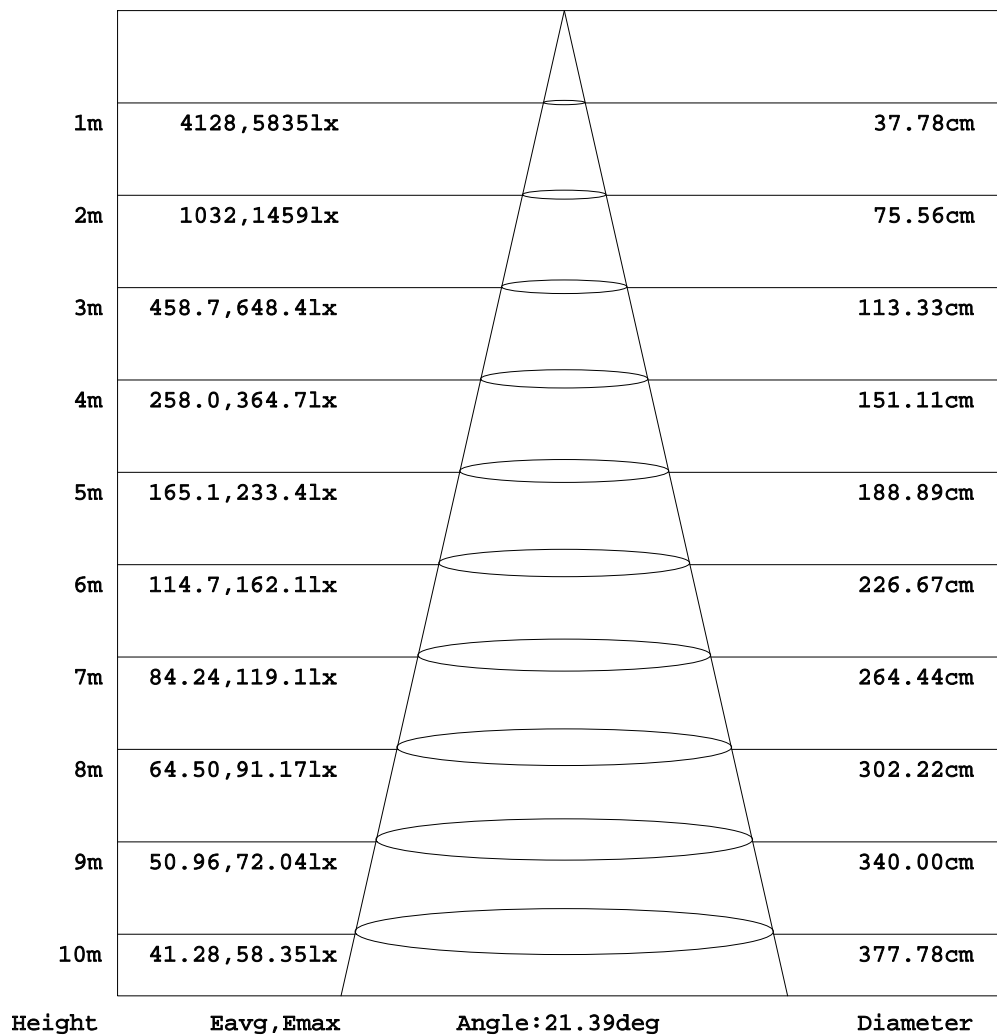 1m 4128,5835lx 37.78cm
2m 1032,1459lx 75.56cm
3m 458.7,648.4lx 113.33cm
4m 258.0,364.7lx 151.11cm
5m 165.1,233.4lx 188.89cm
6m 114.7,162.1lx 226.67cm
7m 84.24,119.1lx 264.44cm
8m 64.50,91.17lx 302.22cm
9m 50.96,72.04lx 340.00cm
10m 41.28,58.35lx 377.78cm
Height Eavg,Emax Angle:21.39deg Diameter